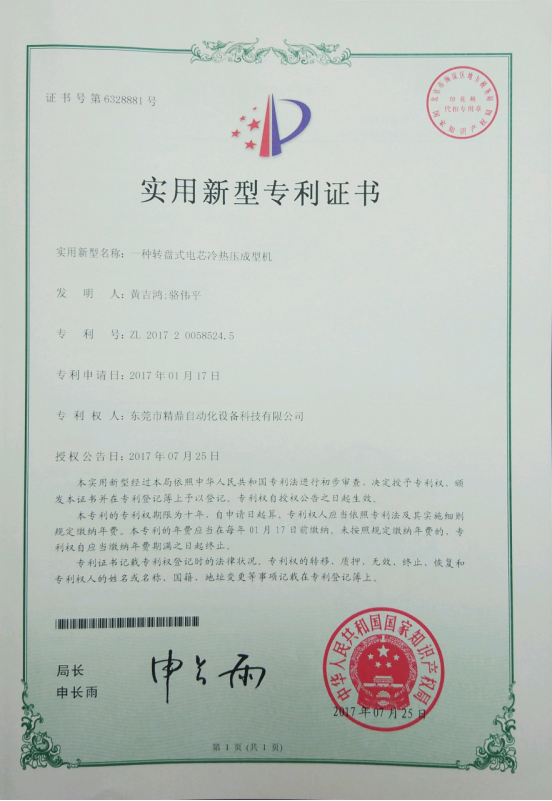 证书号第6328881号
实用新型专利证书
实用新型名称：一种转盘式电芯冷热压成型机
发明人：黄吉鸿;骆伟平
专利号：ZL 2017 2 0058524.5
专利申请日：2017年01月17日
专利权人：东莞市精鼎自动化设备科技有限公司
授权公告日：2017年07月25日
本实用新型经过本局依照中华人民共和国专利法进行初步审查，决定授予专利权，颁
发本证书并在专利登记簿上予以登记。专利权自授权公告之日起生效。
本专利的专利权期限为十年，自申请日起算。专利权人应当依照专利法及其实施细则
规定缴纳年费。本专利的年费应当在每年01月17日前缴纳。未按照规定缴纳年费的，专
利权自应当缴纳年费期满之日起终止。
专利证书记载专利权登记时的法律状况。专利权的转移、质押、无效、终止、恢复和
专利权人的姓名或名称、国籍、地址变更等事项记载在专利登记簿上。
局长
申长雨
申长雨
中华人民共和国国家知识产权局
2017年07月25日
第1页(共1页)